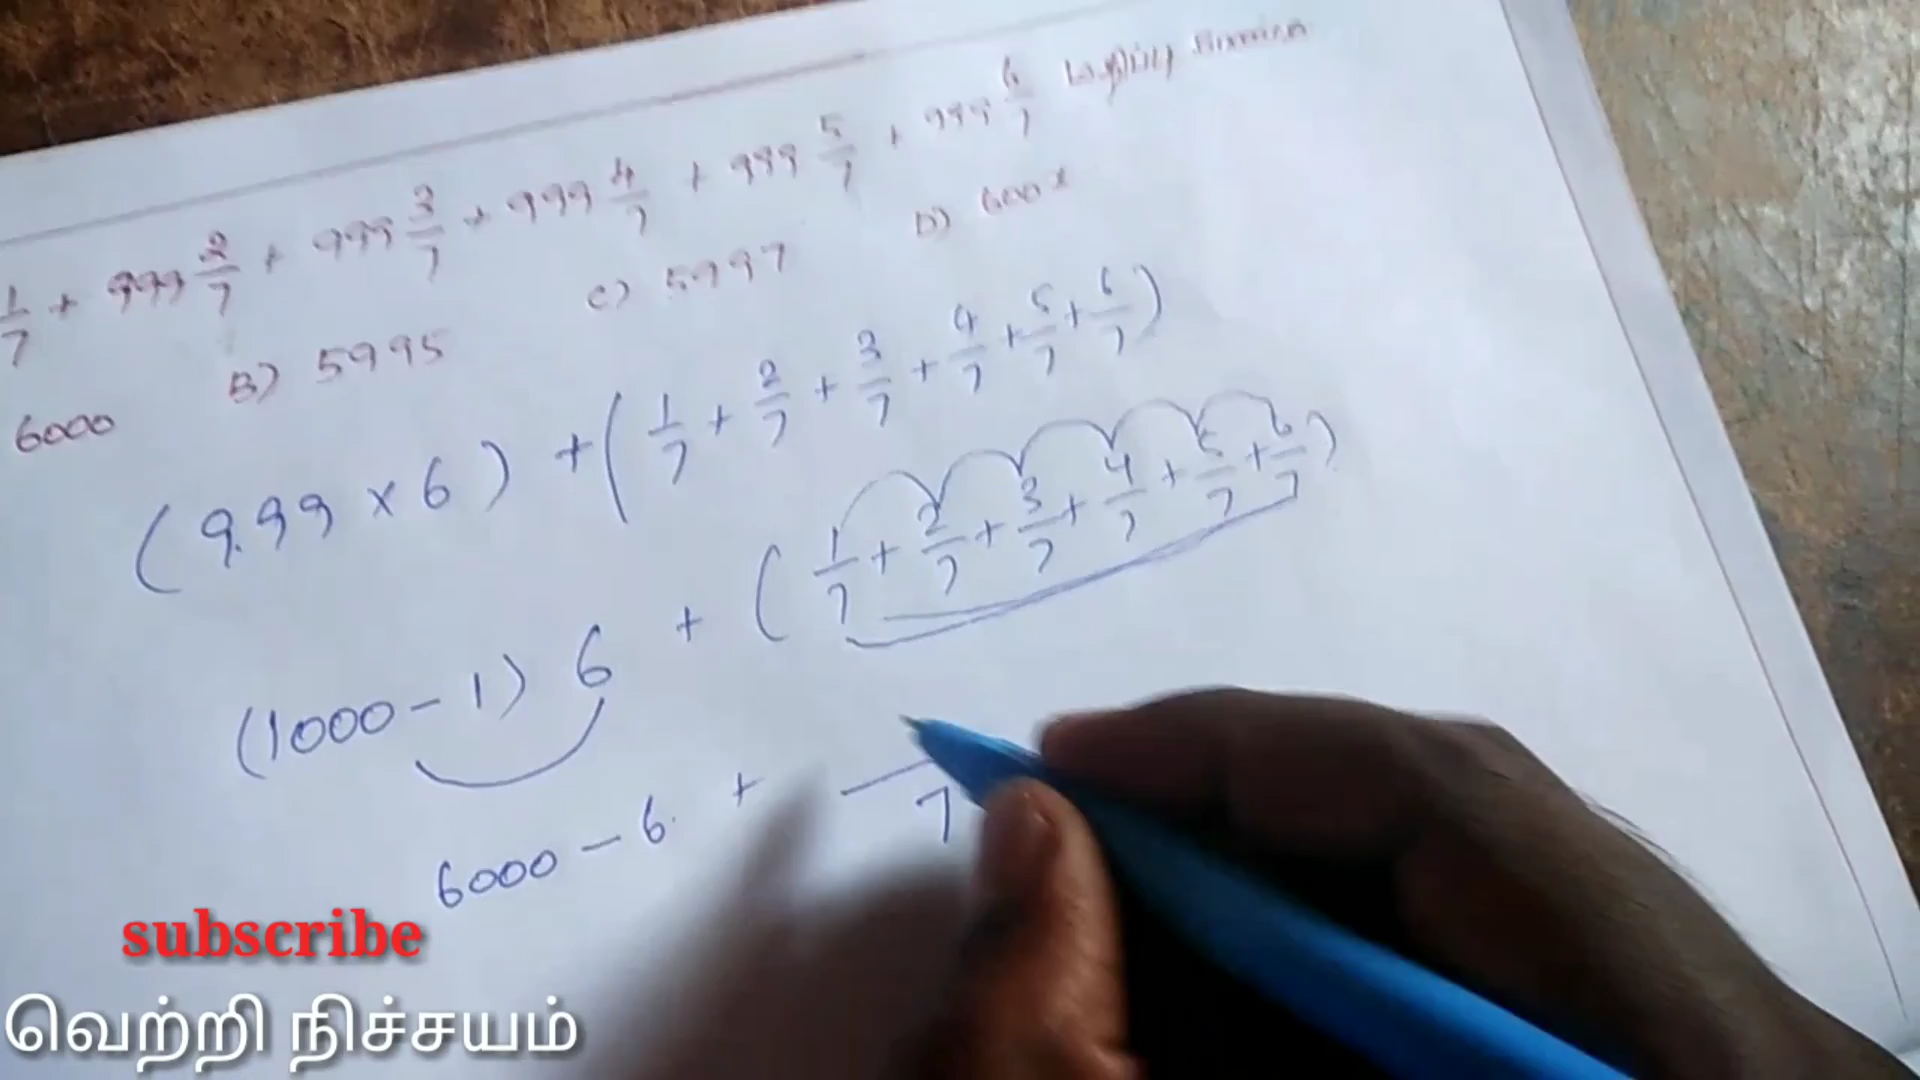 1/7 + 999 2/7 + 999 3/7 + 999 4/7 + 999 5/7 + 999 6/7 மதிப்பு
6000 B) 5995 C) 5997 D)
(999 × 6) + (1/7 + 2/7 + 3/7 + 4/7 + 5/7 + 6/7)
(1000 - 1) 6 + (1/7 + 2/7 + 3/7 + 4/7 + 5/7 + 6/7)
6000 - 6 + /7
subscribe
வெற்றி நிச்சயம்